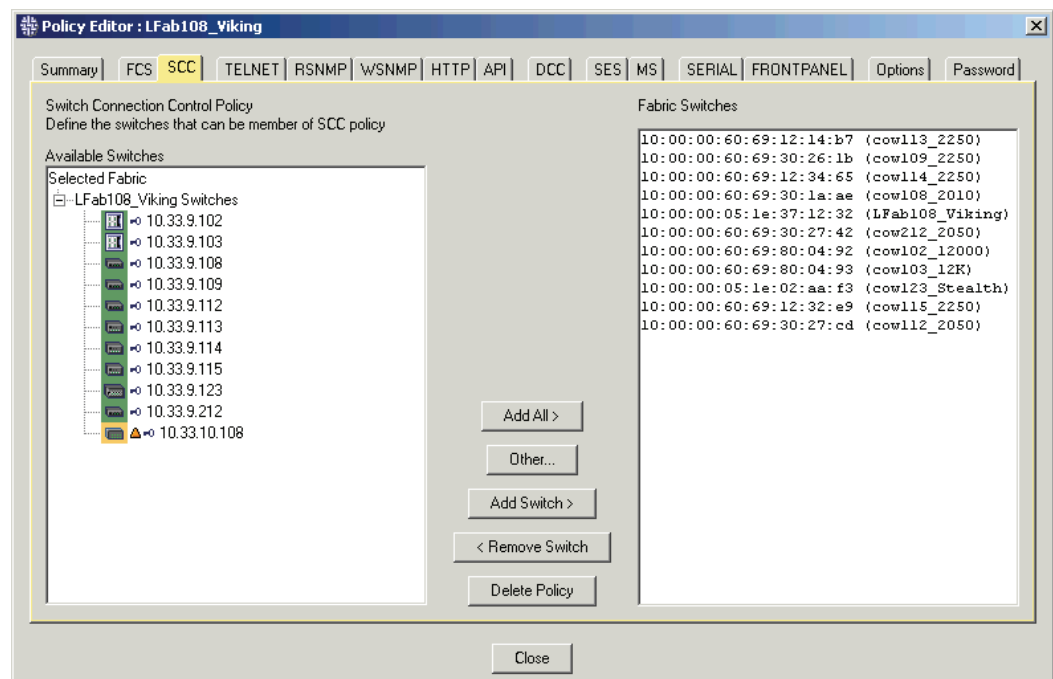 Policy Editor : LFab108_Viking
Summary FCS SCC TELNET RSNMP WSNMP HTTP API DCC SES MS SERIAL FRONTPANEL Options Password
Switch Connection Control Policy
Define the switches that can be member of SCC policy
Available Switches
Selected Fabric
LFab108_Viking Switches
10.33.9.102
10.33.9.103
10.33.9.108
10.33.9.109
10.33.9.112
10.33.9.113
10.33.9.114
10.33.9.115
10.33.9.123
10.33.9.212
10.33.10.108
Add All >
Other...
Add Switch >
< Remove Switch
Delete Policy
Fabric Switches
10:00:00:60:69:12:14:b7 (cow113_2250)
10:00:00:60:69:30:26:1b (cow109_2250)
10:00:00:60:69:12:34:65 (cow114_2250)
10:00:00:60:69:30:1a:ae (cow108_2010)
10:00:00:05:1e:37:12:32 (LFab108_Viking)
10:00:00:60:69:30:27:42 (cow212_2050)
10:00:00:60:69:80:04:92 (cow102_12000)
10:00:00:60:69:80:04:93 (cow103_12K)
10:00:00:05:1e:02:aa:f3 (cow123_Stealth)
10:00:00:60:69:12:32:e9 (cow115_2250)
10:00:00:60:69:30:27:cd (cow112_2050)
Close